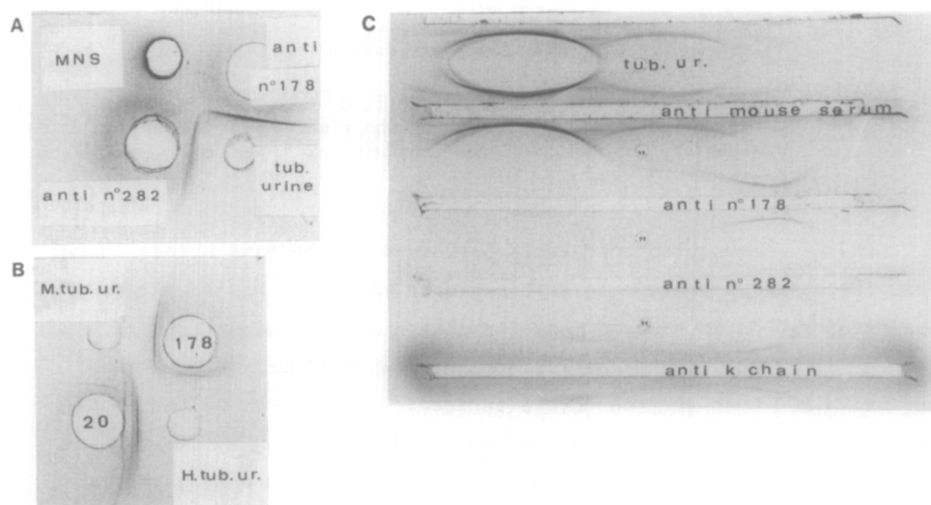 A
MNS
anti
n°178
anti n°282
tub.
urine
B
M.tub.ur.
178
20
H.tub.ur.
C
tub. ur.
anti mouse serum
"
anti n°178
"
anti n°282
"
anti k chain